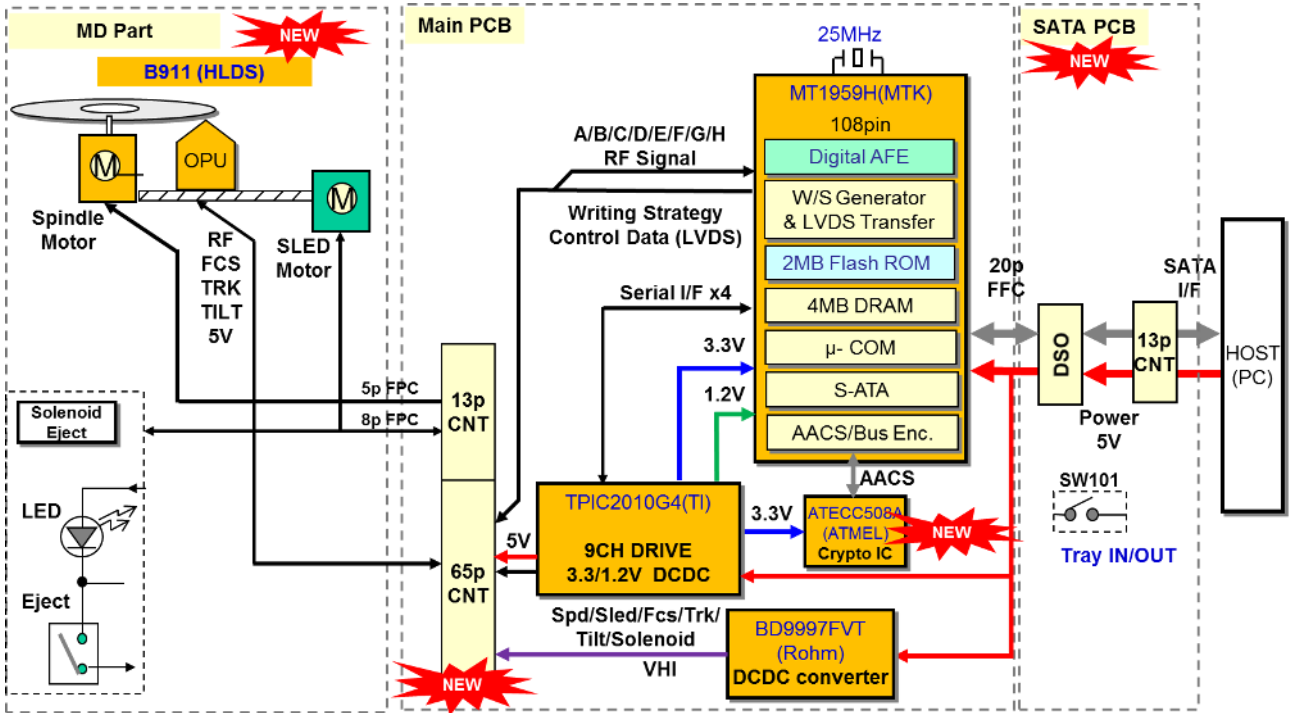 MD Part
NEW
B911 (HLDS)
M
OPU
M
Spindle
Motor
RF
FCS
TRK
TILT
5V
SLED
Motor
Solenoid
Eject
LED
Eject
Main PCB
25MHz
MT1959H(MTK)
108pin
Digital AFE
W/S Generator
& LVDS Transfer
2MB Flash ROM
4MB DRAM
μ- COM
S-ATA
AACS/Bus Enc.
A/B/C/D/E/F/G/H
RF Signal
Writing Strategy
Control Data (LVDS)
Serial I/F x4
3.3V
1.2V
5p FPC
8p FPC
13p
CNT
65p
CNT
NEW
5V
TPIC2010G4(TI)
9CH DRIVE
3.3/1.2V DCDC
3.3V
AACS
ATECC508A
(ATMEL)
Crypto IC
NEW
Spd/Sled/Fcs/Trk/
Tilt/Solenoid
VHI
BD9997FVT
(Rohm)
DCDC converter
SATA PCB
NEW
20p
FFC
SATA
I/F
DSO
13p
CNT
HOST
(PC)
Power
5V
SW101
Tray IN/OUT